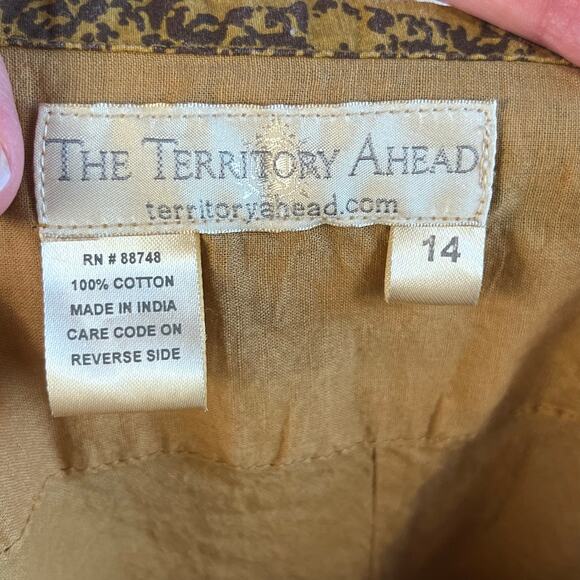 THE TERRITORY AHEAD
territoryahead.com
14
RN # 88748
100% COTTON
MADE IN INDIA
CARE CODE ON
REVERSE SIDE